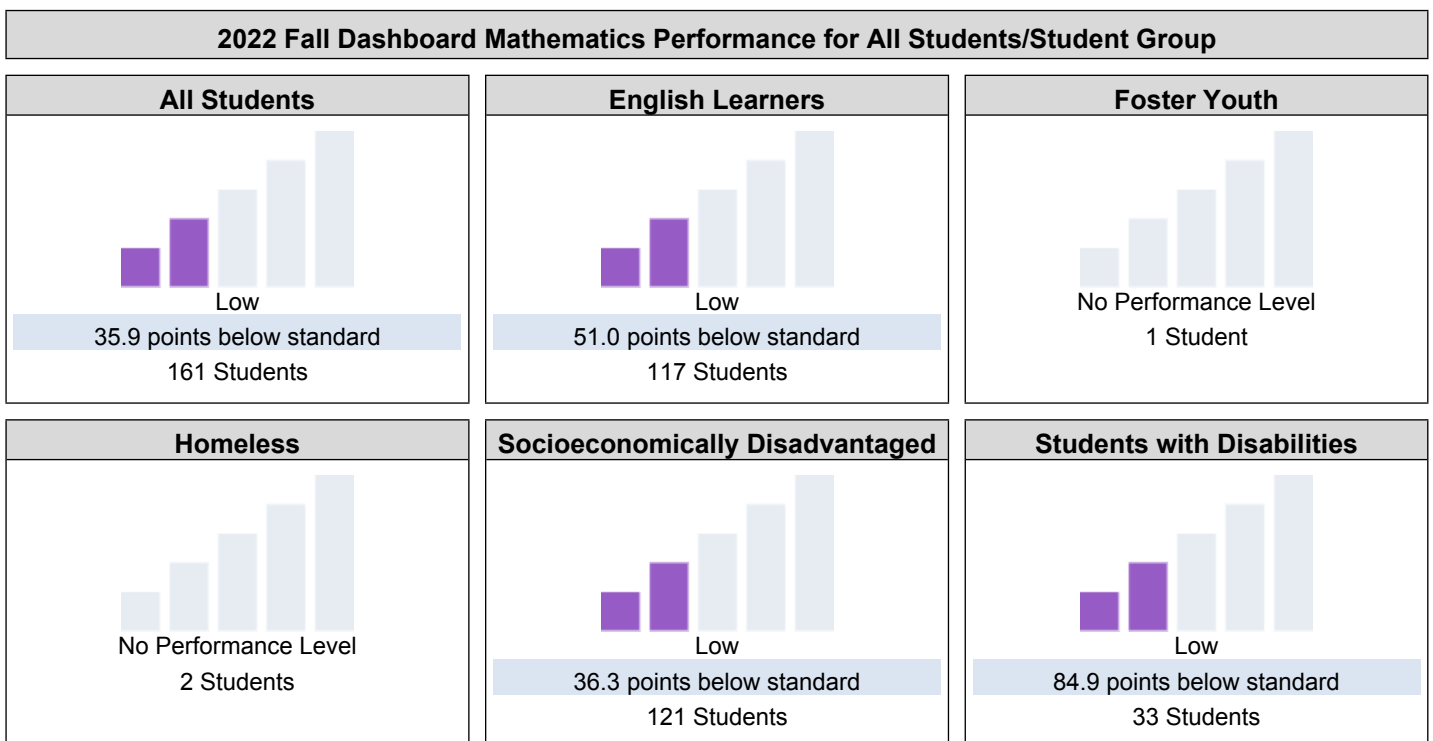 2022 Fall Dashboard Mathematics Performance for All Students/Student Group
All Students
Low
35.9 points below standard
161 Students
English Learners
Low
51.0 points below standard
117 Students
Foster Youth
No Performance Level
1 Student
Homeless
No Performance Level
2 Students
Socioeconomically Disadvantaged
Low
36.3 points below standard
121 Students
Students with Disabilities
Low
84.9 points below standard
33 Students